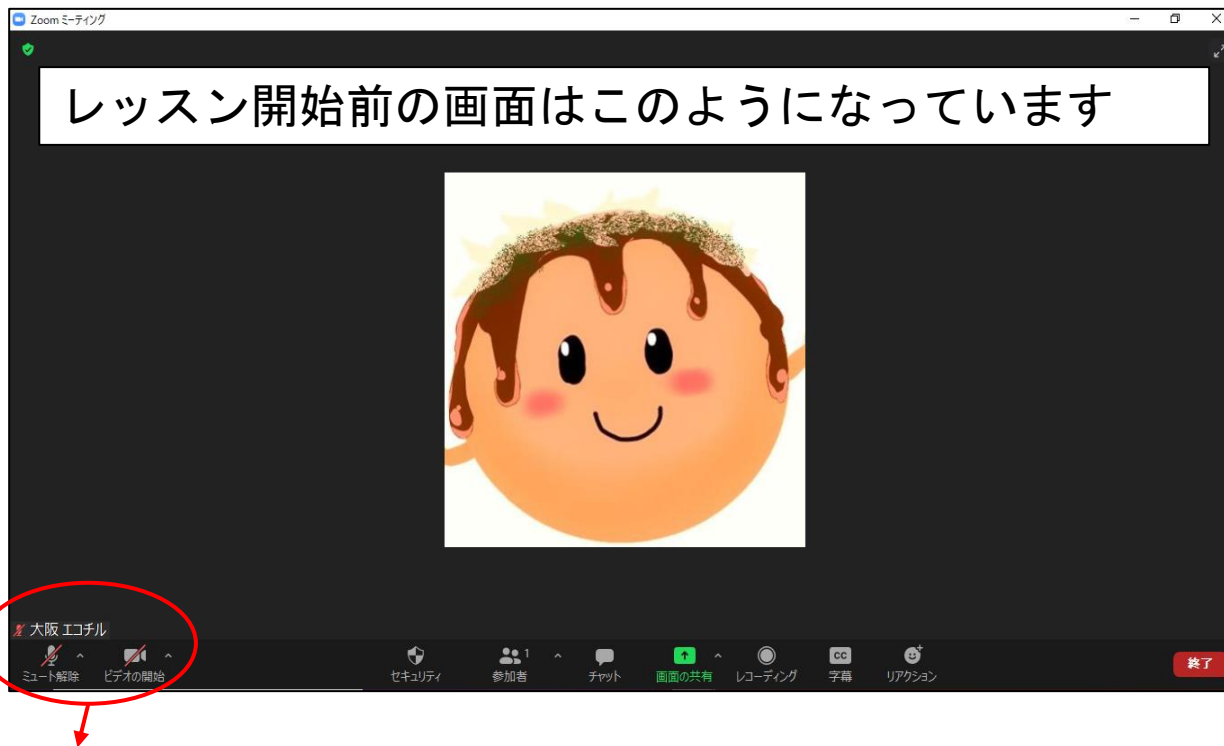 Zoom ミーティング
レッスン開始前の画面はこのようになっています
大阪 エコチル
ミュート解除 ビデオの開始 セキュリティ 参加者 1 チャット 画面の共有 レコーディング CC 字幕 リアクション 終了